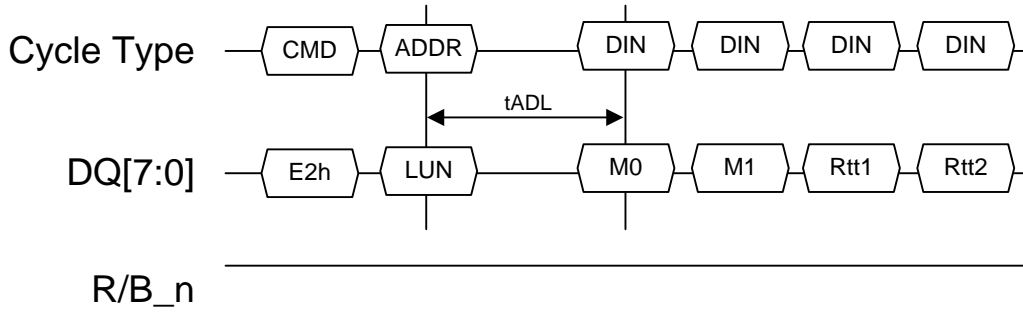 Cycle Type CMD ADDR DIN DIN DIN DIN
tADL
DQ[7:0] E2h LUN M0 M1 Rtt1 Rtt2
R/B_n